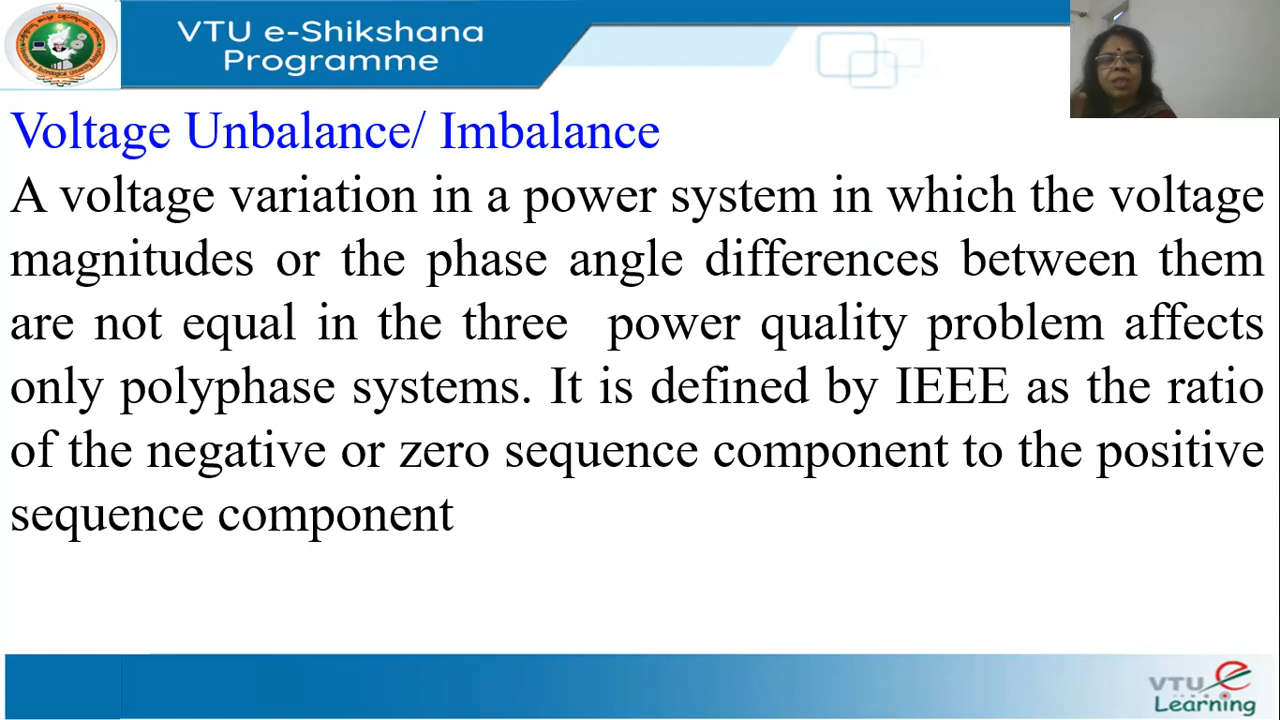 VTU e-Shikshana
Programme
Voltage Unbalance/ Imbalance
A voltage variation in a power system in which the voltage
magnitudes or the phase angle differences between them
are not equal in the three power quality problem affects
only polyphase systems. It is defined by IEEE as the ratio
of the negative or zero sequence component to the positive
sequence component
VTU e
Learning